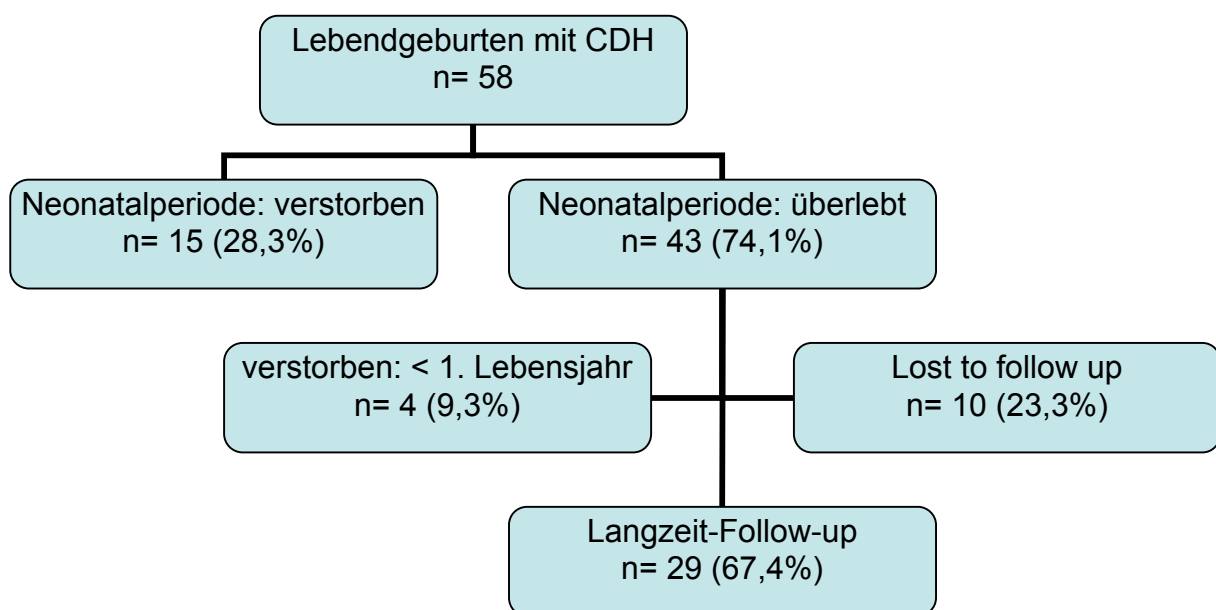 Lebendgeburten mit CDH
n= 58
Neonatalperiode: verstorben
n= 15 (28,3%)
Neonatalperiode: überlebt
n= 43 (74,1%)
verstorben: < 1. Lebensjahr
n= 4 (9,3%)
Lost to follow up
n= 10 (23,3%)
Langzeit-Follow-up
n= 29 (67,4%)